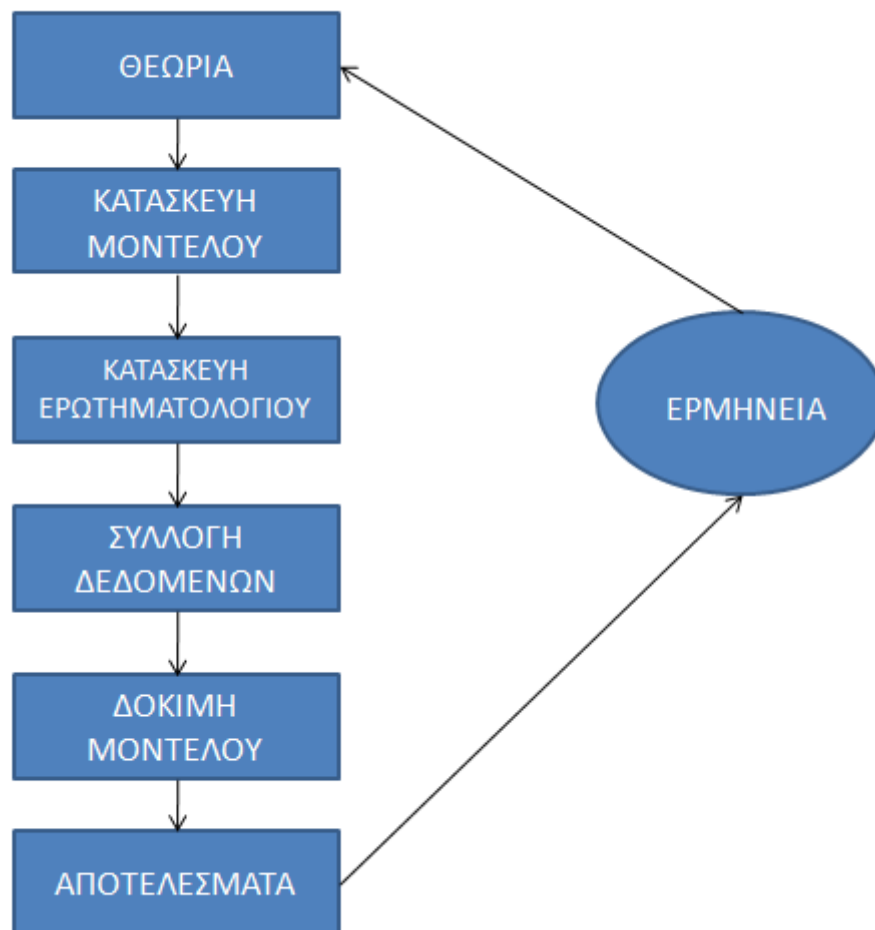 ΘΕΩΡΙΑ
ΚΑΤΑΣΚΕΥΗ
ΜΟΝΤΕΛΟΥ
ΚΑΤΑΣΚΕΥΗ
ΕΡΩΤΗΜΑΤΟΛΟΓΙΟΥ
ΣΥΛΛΟΓΗ
ΔΕΔΟΜΕΝΩΝ
ΔΟΚΙΜΗ
ΜΟΝΤΕΛΟΥ
ΑΠΟΤΕΛΕΣΜΑΤΑ
ΕΡΜΗΝΕΙΑ